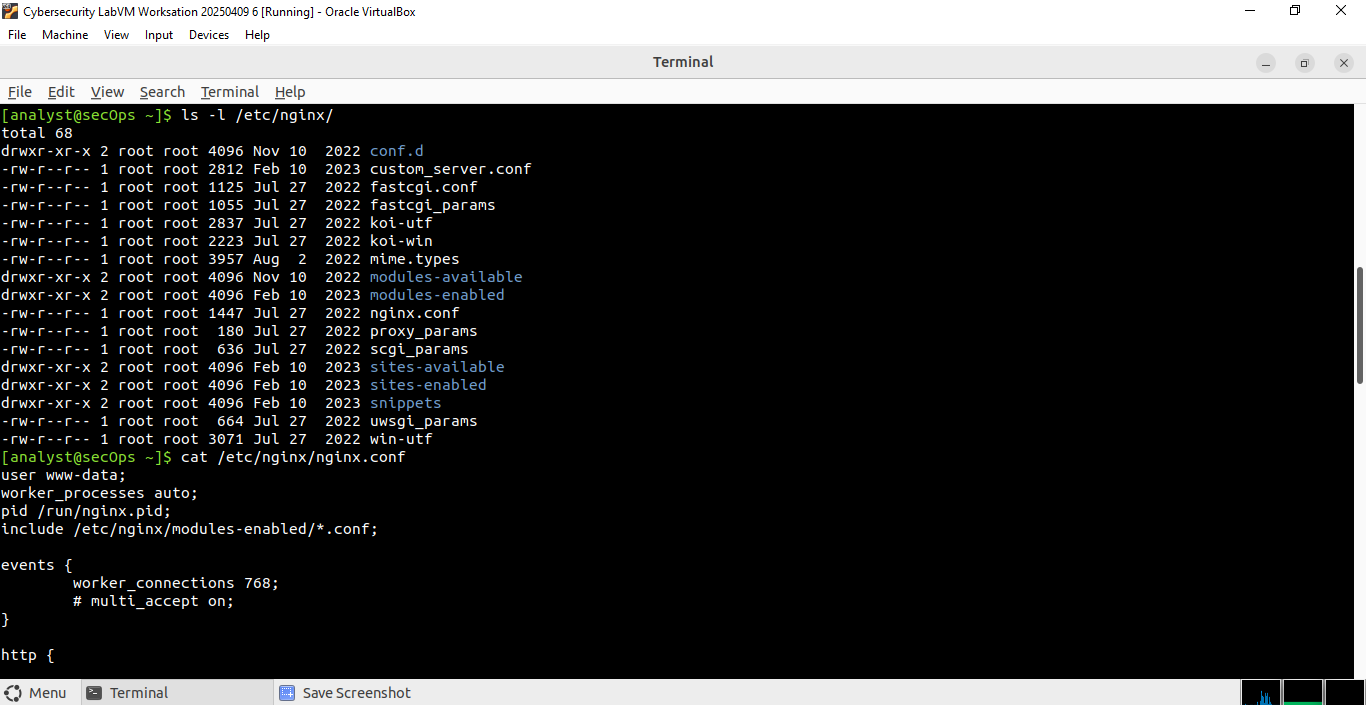 Cybersecurity LabVM Worksation 20250409 6 [Running] - Oracle VirtualBox
File Machine View Input Devices Help
Terminal
File Edit View Search Terminal Help
[analyst@secOps ~]$ ls -l /etc/nginx/
total 68
drwxr-xr-x 2 root root 4096 Nov 10  2022 conf.d
-rw-r--r-- 1 root root 2812 Feb 10  2023 custom_server.conf
-rw-r--r-- 1 root root 1125 Jul 27  2022 fastcgi.conf
-rw-r--r-- 1 root root 1055 Jul 27  2022 fastcgi_params
-rw-r--r-- 1 root root 2837 Jul 27  2022 koi-utf
-rw-r--r-- 1 root root 2223 Jul 27  2022 koi-win
-rw-r--r-- 1 root root 3957 Aug  2  2022 mime.types
drwxr-xr-x 2 root root 4096 Nov 10  2022 modules-available
drwxr-xr-x 2 root root 4096 Feb 10  2023 modules-enabled
-rw-r--r-- 1 root root 1447 Jul 27  2022 nginx.conf
-rw-r--r-- 1 root root  180 Jul 27  2022 proxy_params
-rw-r--r-- 1 root root  636 Jul 27  2022 scgi_params
drwxr-xr-x 2 root root 4096 Feb 10  2023 sites-available
drwxr-xr-x 2 root root 4096 Feb 10  2023 sites-enabled
drwxr-xr-x 2 root root 4096 Feb 10  2023 snippets
-rw-r--r-- 1 root root  664 Jul 27  2022 uwsgi_params
-rw-r--r-- 1 root root 3071 Jul 27  2022 win-utf
[analyst@secOps ~]$ cat /etc/nginx/nginx.conf
user www-data;
worker_processes auto;
pid /run/nginx.pid;
include /etc/nginx/modules-enabled/*.conf;
events {
        worker_connections 768;
        # multi_accept on;
}
http {
Menu Terminal Save Screenshot